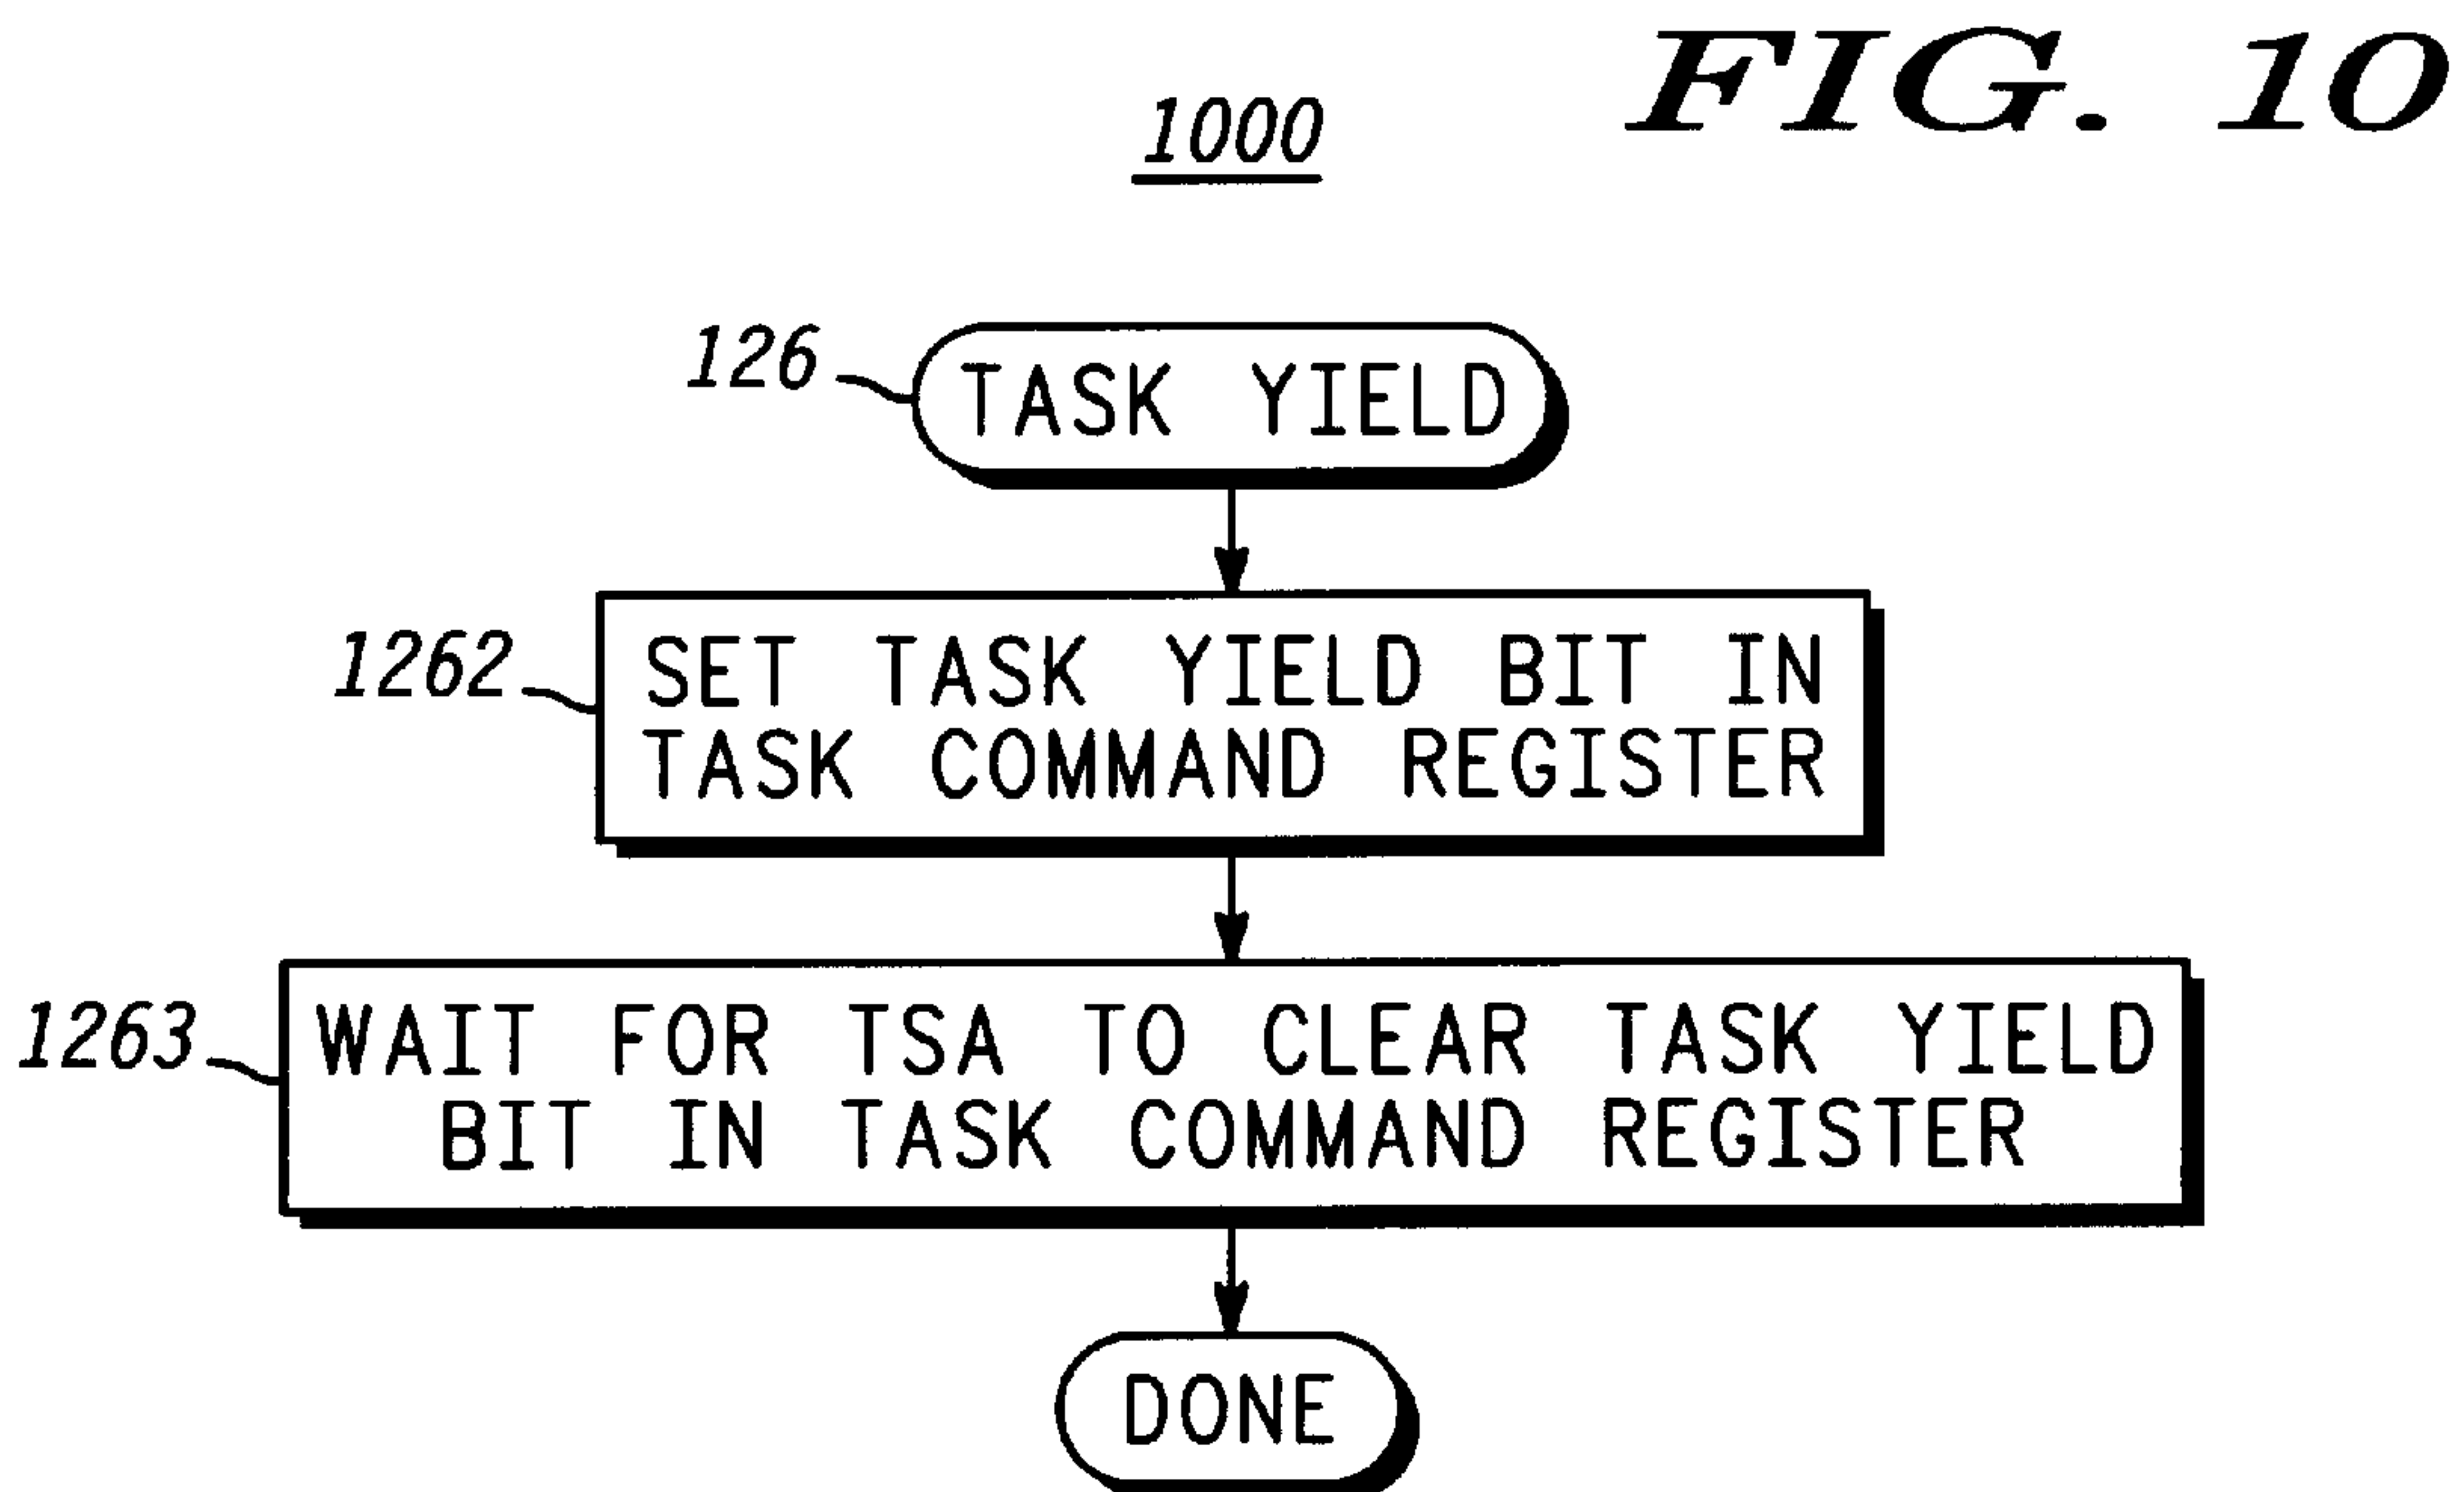 FIG. 10
1000
126
TASK YIELD
1262
SET TASK YIELD BIT IN
TASK COMMAND REGISTER
1263
WAIT FOR TSA TO CLEAR TASK YIELD
BIT IN TASK COMMAND REGISTER
DONE